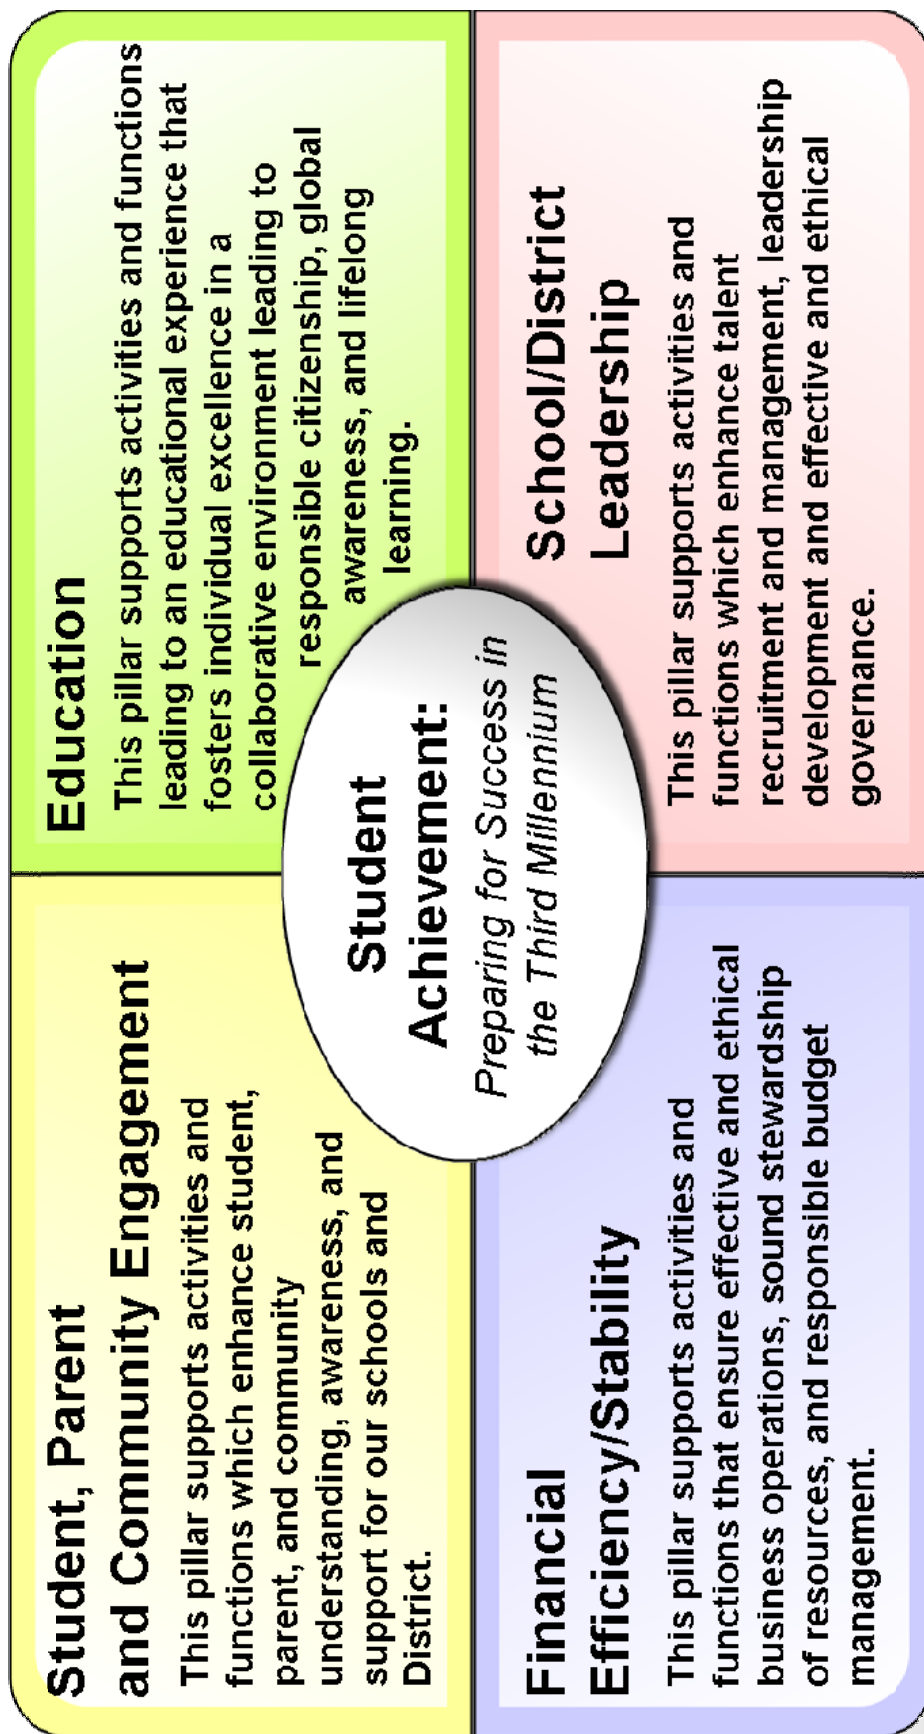 Student, Parent
and Community Engagement
This pillar supports activities and
functions which enhance student,
parent, and community
understanding, awareness, and
support for our schools and
District.
Education
This pillar supports activities and functions
leading to an educational experience that
fosters individual excellence in a
collaborative environment leading to
responsible citizenship, global
awareness, and lifelong
learning.
Student
Achievement:
Preparing for Success in
the Third Millennium
Financial
Efficiency/Stability
This pillar supports activities and
functions that ensure effective and ethical
business operations, sound stewardship
of resources, and responsible budget
management.
School/District
Leadership
This pillar supports activities and
functions which enhance talent
recruitment and management, leadership
development and effective and ethical
governance.